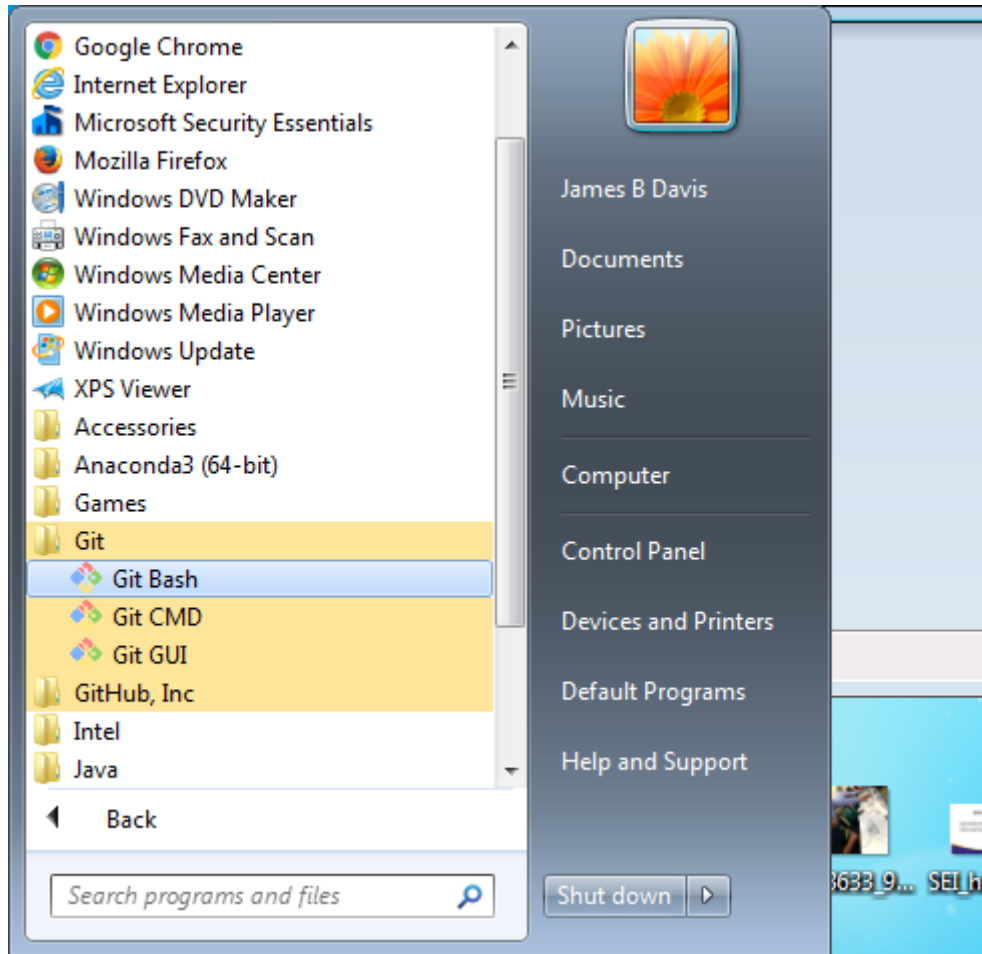 Google Chrome
Internet Explorer
Microsoft Security Essentials
Mozilla Firefox
Windows DVD Maker
Windows Fax and Scan
Windows Media Center
Windows Media Player
Windows Update
XPS Viewer
Accessories
Anaconda3 (64-bit)
Games
Git
Git Bash
Git CMD
Git GUI
GitHub, Inc
Intel
Java
Back
Search programs and files
James B Davis
Documents
Pictures
Music
Computer
Control Panel
Devices and Printers
Default Programs
Help and Support
Shut down
3633_9...
SEI_h